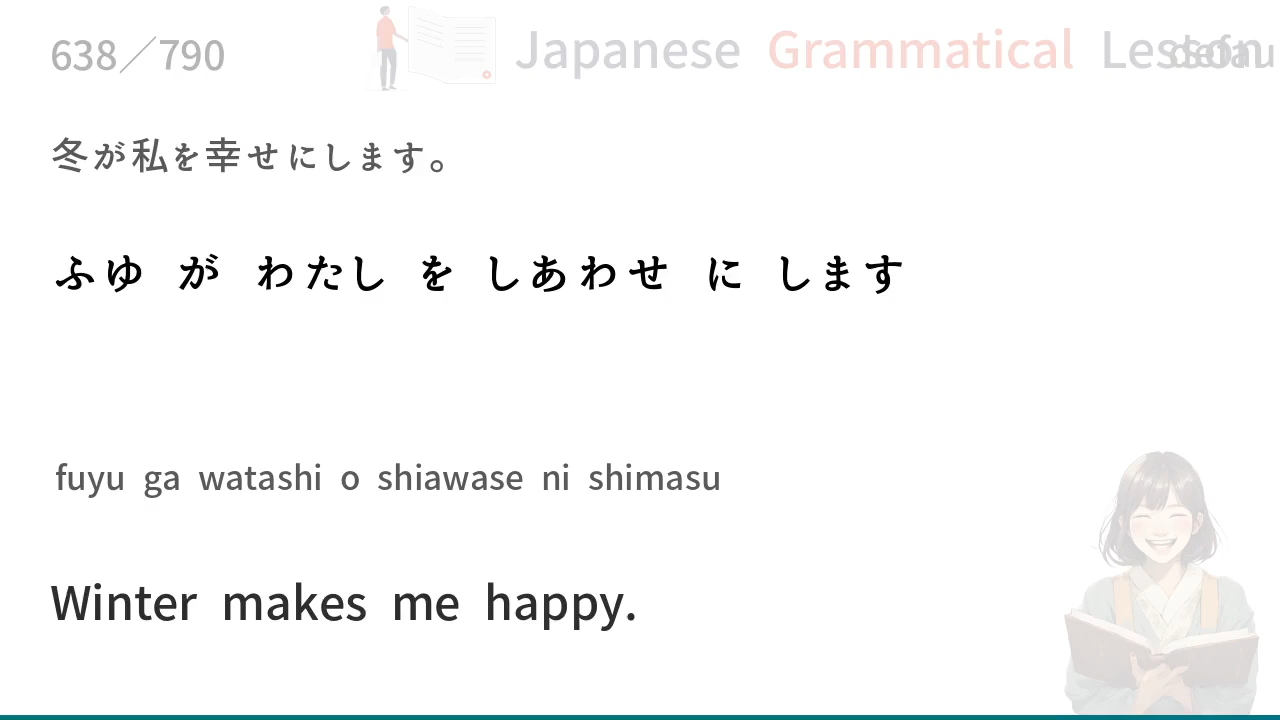 638／790
Japanese Grammatical Lesson
冬が私を幸せにします。
ふゆ が わたし を しあわせ に します
fuyu ga watashi o shiawase ni shimasu
Winter makes me happy.